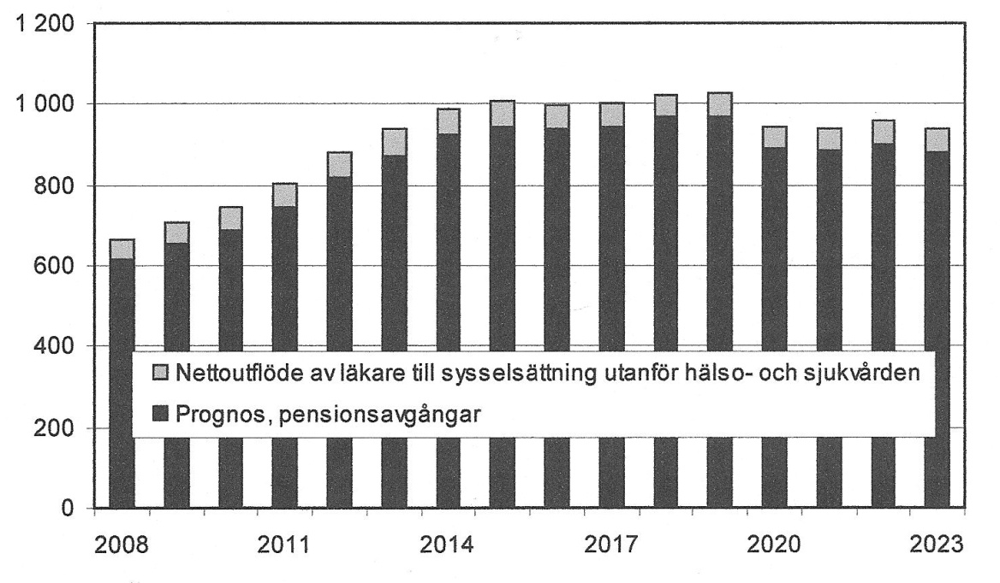 1 200
1 000
800
600
400
200
0
Nettoutflöde av läkare till sysselsättning utanför hälso- och sjukvården
Prognos, pensionsavgångar
2008 2011 2014 2017 2020 2023